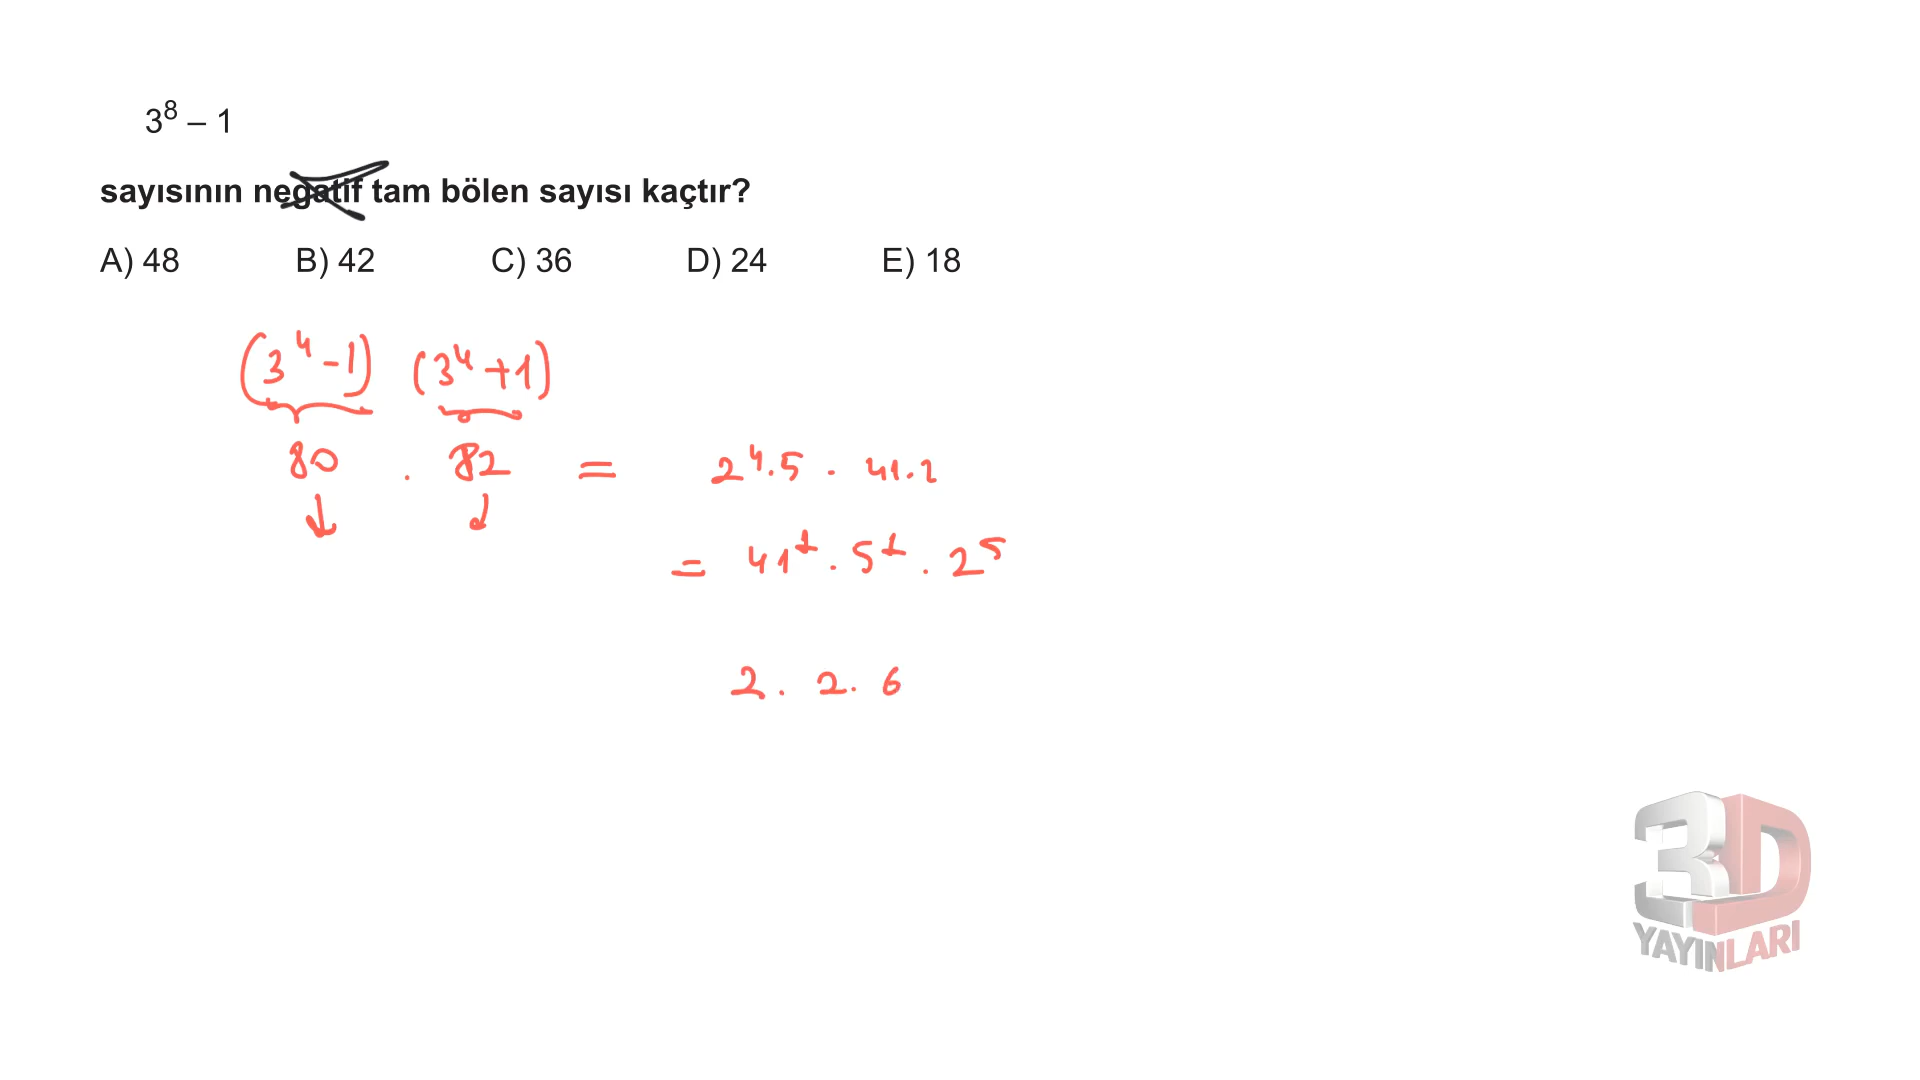 3⁸ – 1
sayısının negatif tam bölen sayısı kaçtır?
A) 48 B) 42 C) 36 D) 24 E) 18
(3⁴ - 1) (3⁴ + 1)
80 . 82 = 2⁴.5 . 41.2
= 41¹ . 5¹ . 2⁵
2 . 2 . 6
3D
YAYINLARI